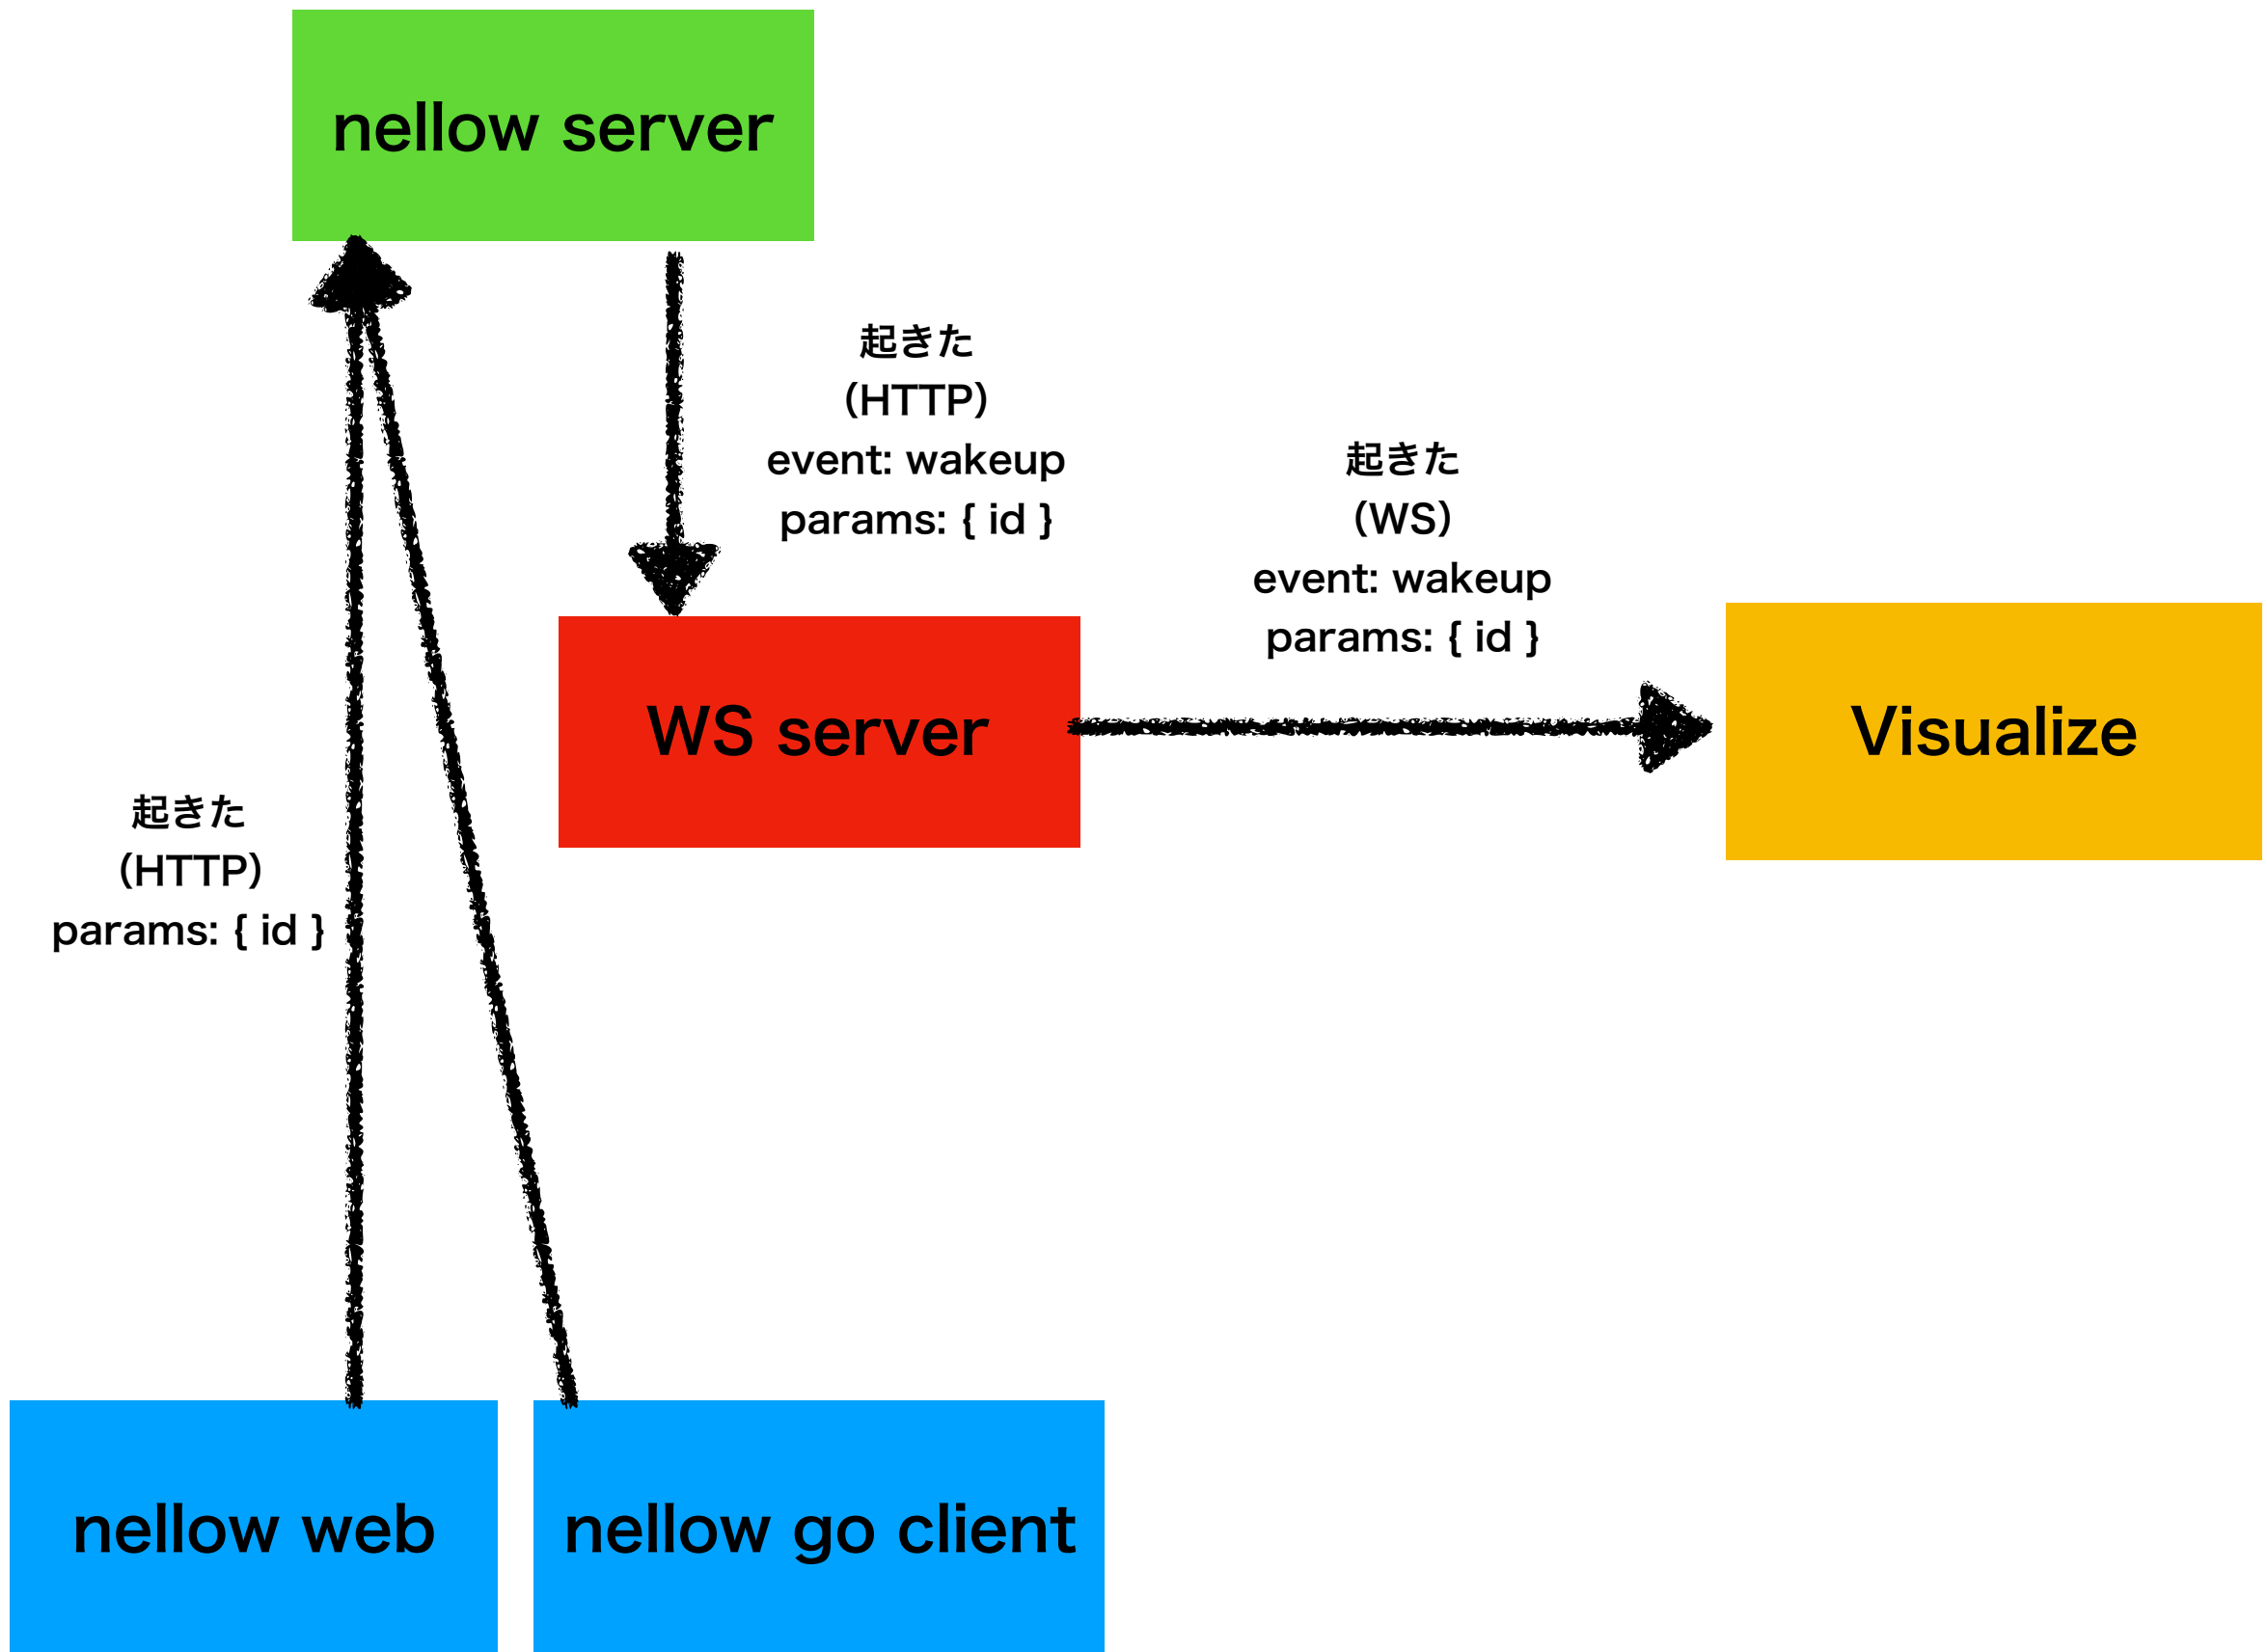 nellow server
起きた
(HTTP)
event: wakeup
params: { id }
起きた
(WS)
event: wakeup
params: { id }
WS server
Visualize
起きた
(HTTP)
params: { id }
nellow web
nellow go client